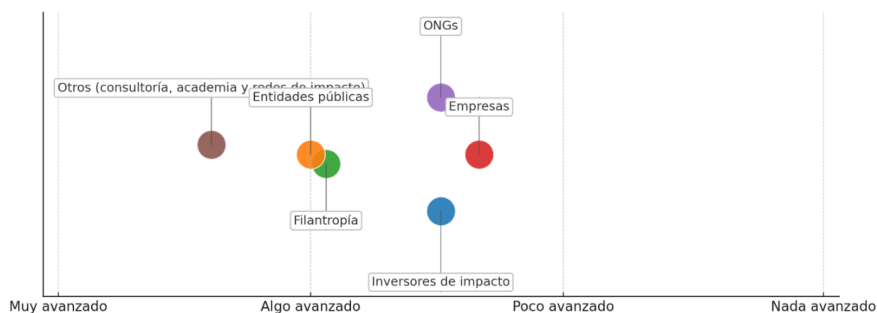 ONGs
Otros (consultoría, academia y redes de impacto)
Entidades públicas
Empresas
Filantropía
Inversores de impacto
Muy avanzado
Algo avanzado
Poco avanzado
Nada avanzado